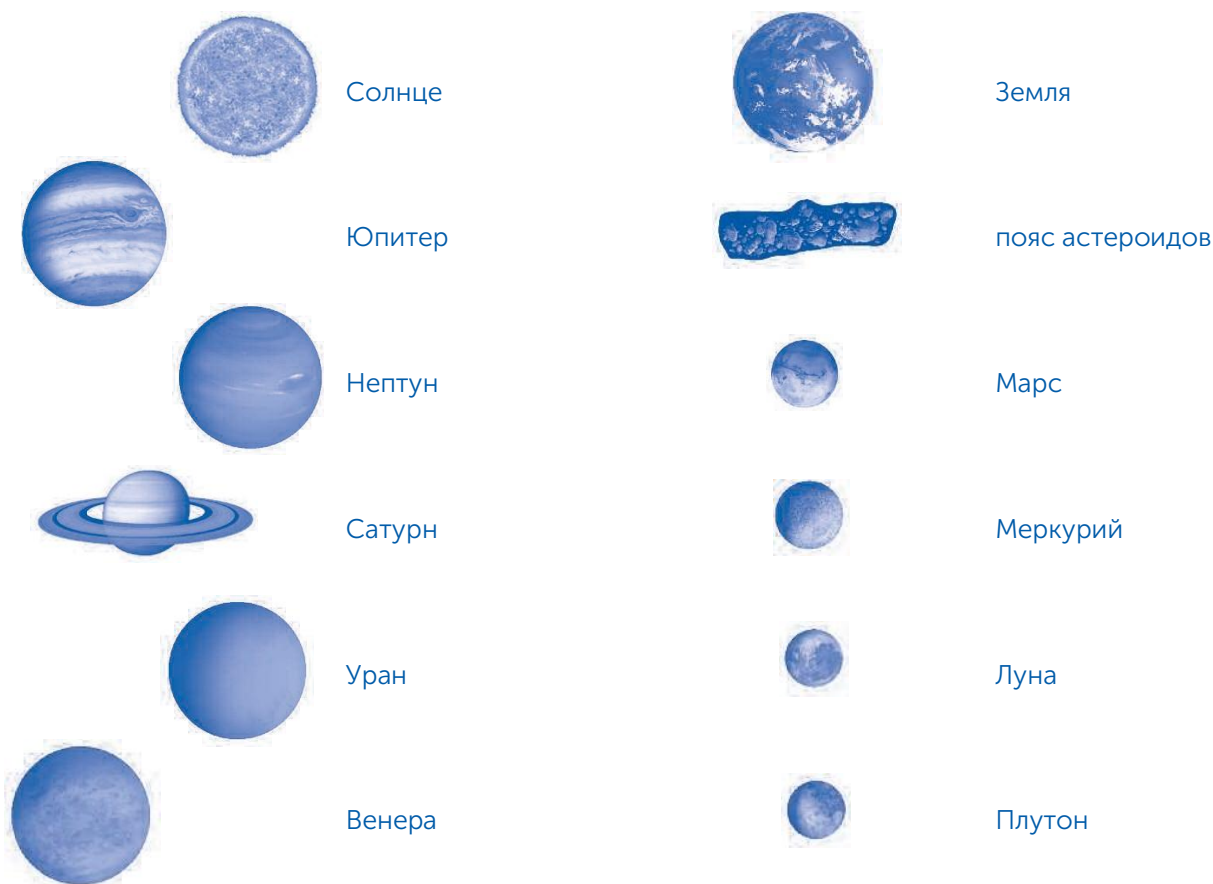 Солнце
Юпитер
Нептун
Сатурн
Уран
Венера
Земля
пояс астероидов
Марс
Меркурий
Луна
Плутон